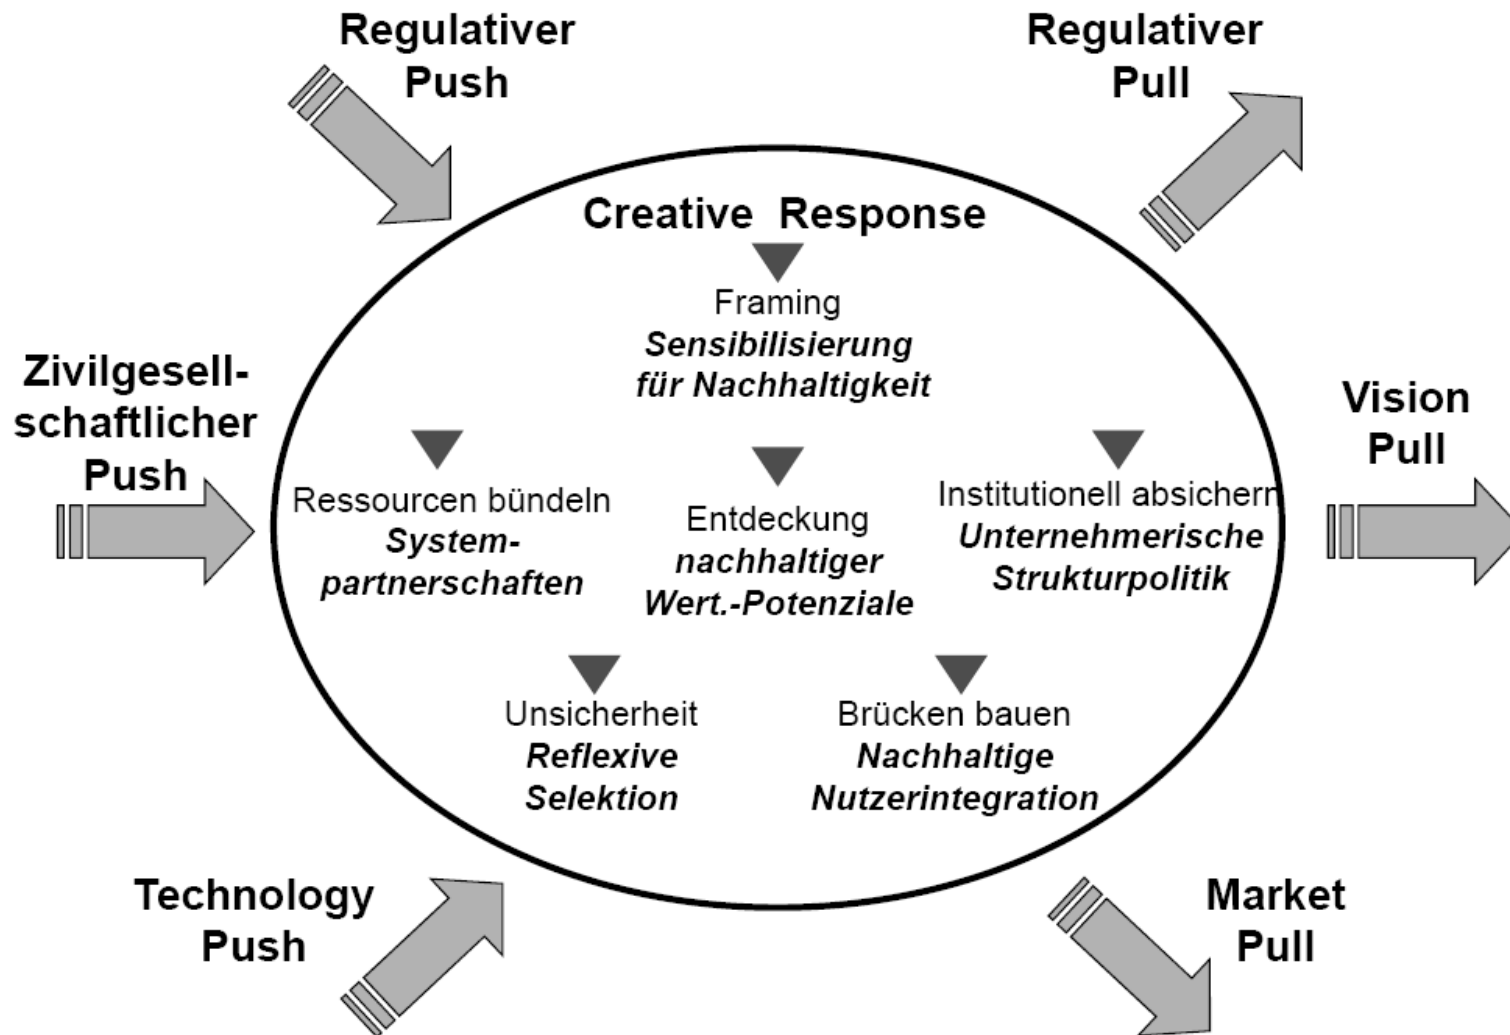 Regulativer
Push
Regulativer
Pull
Creative Response
Framing
Sensibilisierung
für Nachhaltigkeit
Zivilgesell-
schaftlicher
Push
Vision
Pull
Ressourcen bündeln
System-
partnerschaften
Entdeckung
nachhaltiger
Wert.-Potenziale
Institutionell absichern
Unternehmerische
Strukturpolitik
Unsicherheit
Reflexive
Selektion
Brücken bauen
Nachhaltige
Nutzerintegration
Technology
Push
Market
Pull